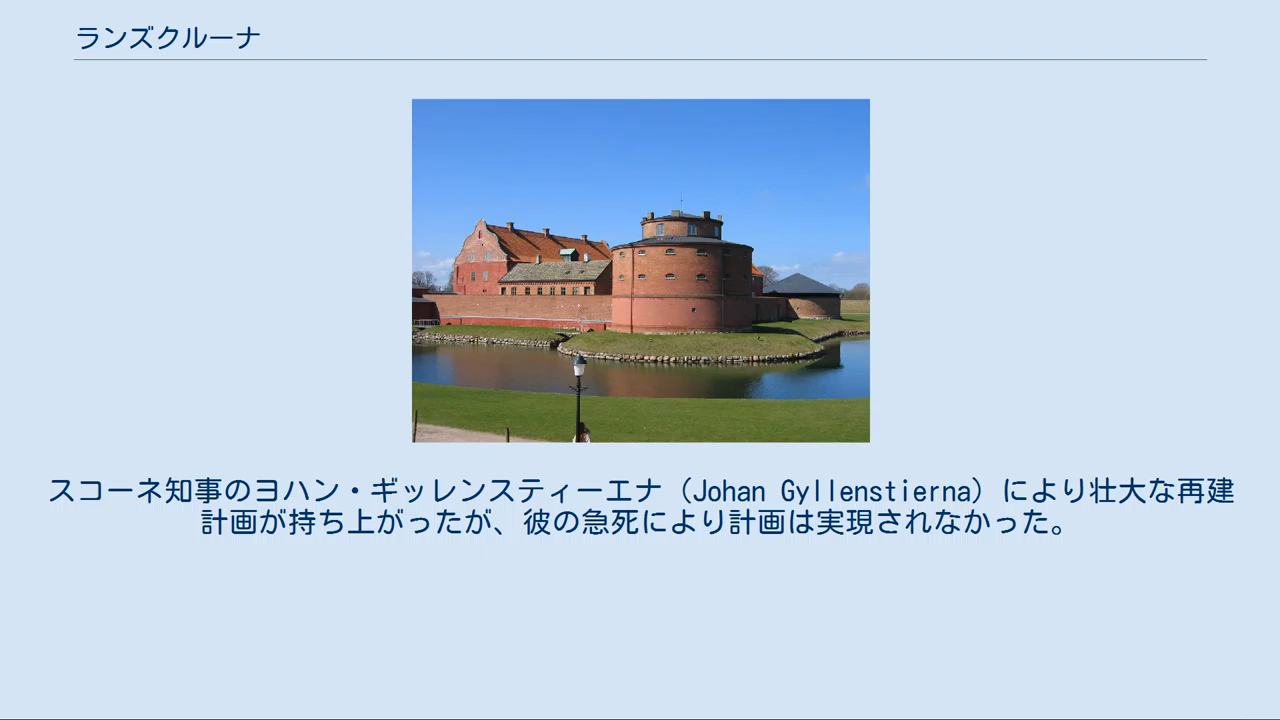 ランズクルーナ
スコーネ知事のヨハン・ギッレンスティーエナ（Johan Gyllenstierna）により壮大な再建
計画が持ち上がったが、彼の急死により計画は実現されなかった。